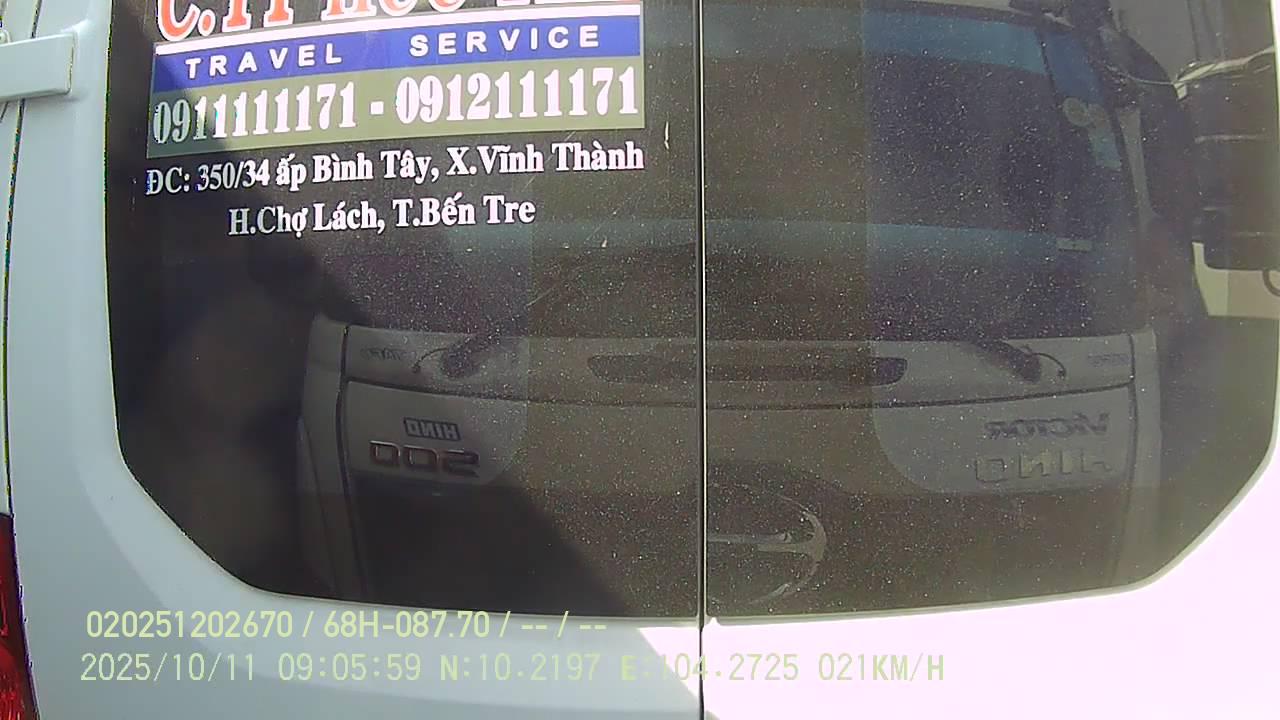 C.TY
TRAVEL SERVICE
0911111171 - 0912111171
ĐC: 350/34 ấp Bình Tây, X.Vĩnh Thành
H.Chợ Lách, T.Bến Tre
HINO
500
VICTOR
HINO
020251202670 / 68H-087.70 / -- / --
2025/10/11 09:05:59 N:10.2197 E:104.2725 021KM/H